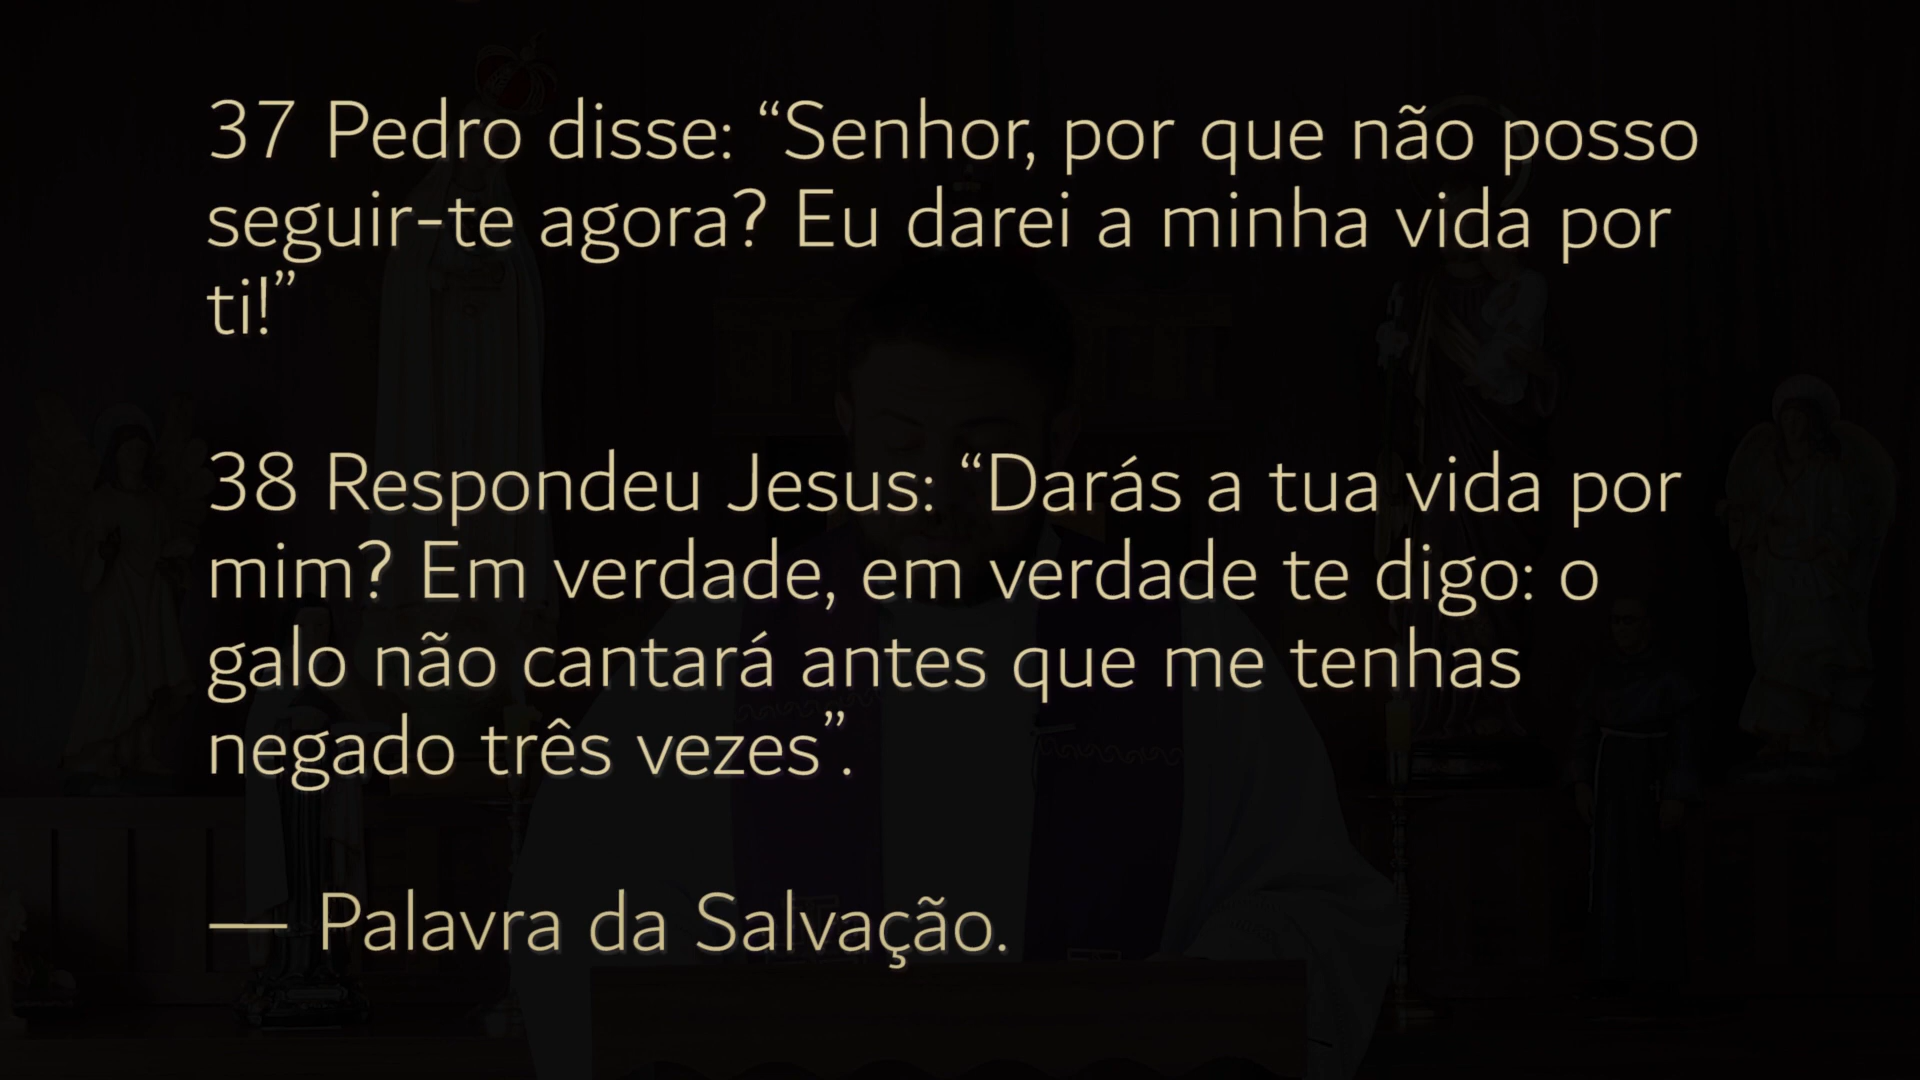 37 Pedro disse: “Senhor, por que não posso
seguir-te agora? Eu darei a minha vida por
ti!”
38 Respondeu Jesus: “Darás a tua vida por
mim? Em verdade, em verdade te digo: o
galo não cantará antes que me tenhas
negado três vezes”.
— Palavra da Salvação.